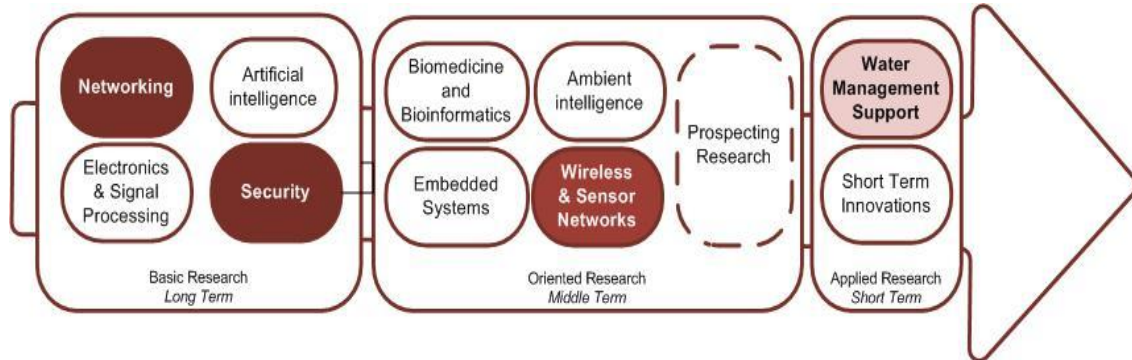 Networking
Artificial
intelligence
Electronics
& Signal
Processing
Security
Basic Research
Long Term
Biomedicine
and
Bioinformatics
Ambient
intelligence
Embedded
Systems
Wireless
& Sensor
Networks
Prospecting
Research
Oriented Research
Middle Term
Water
Management
Support
Short Term
Innovations
Applied Research
Short Term